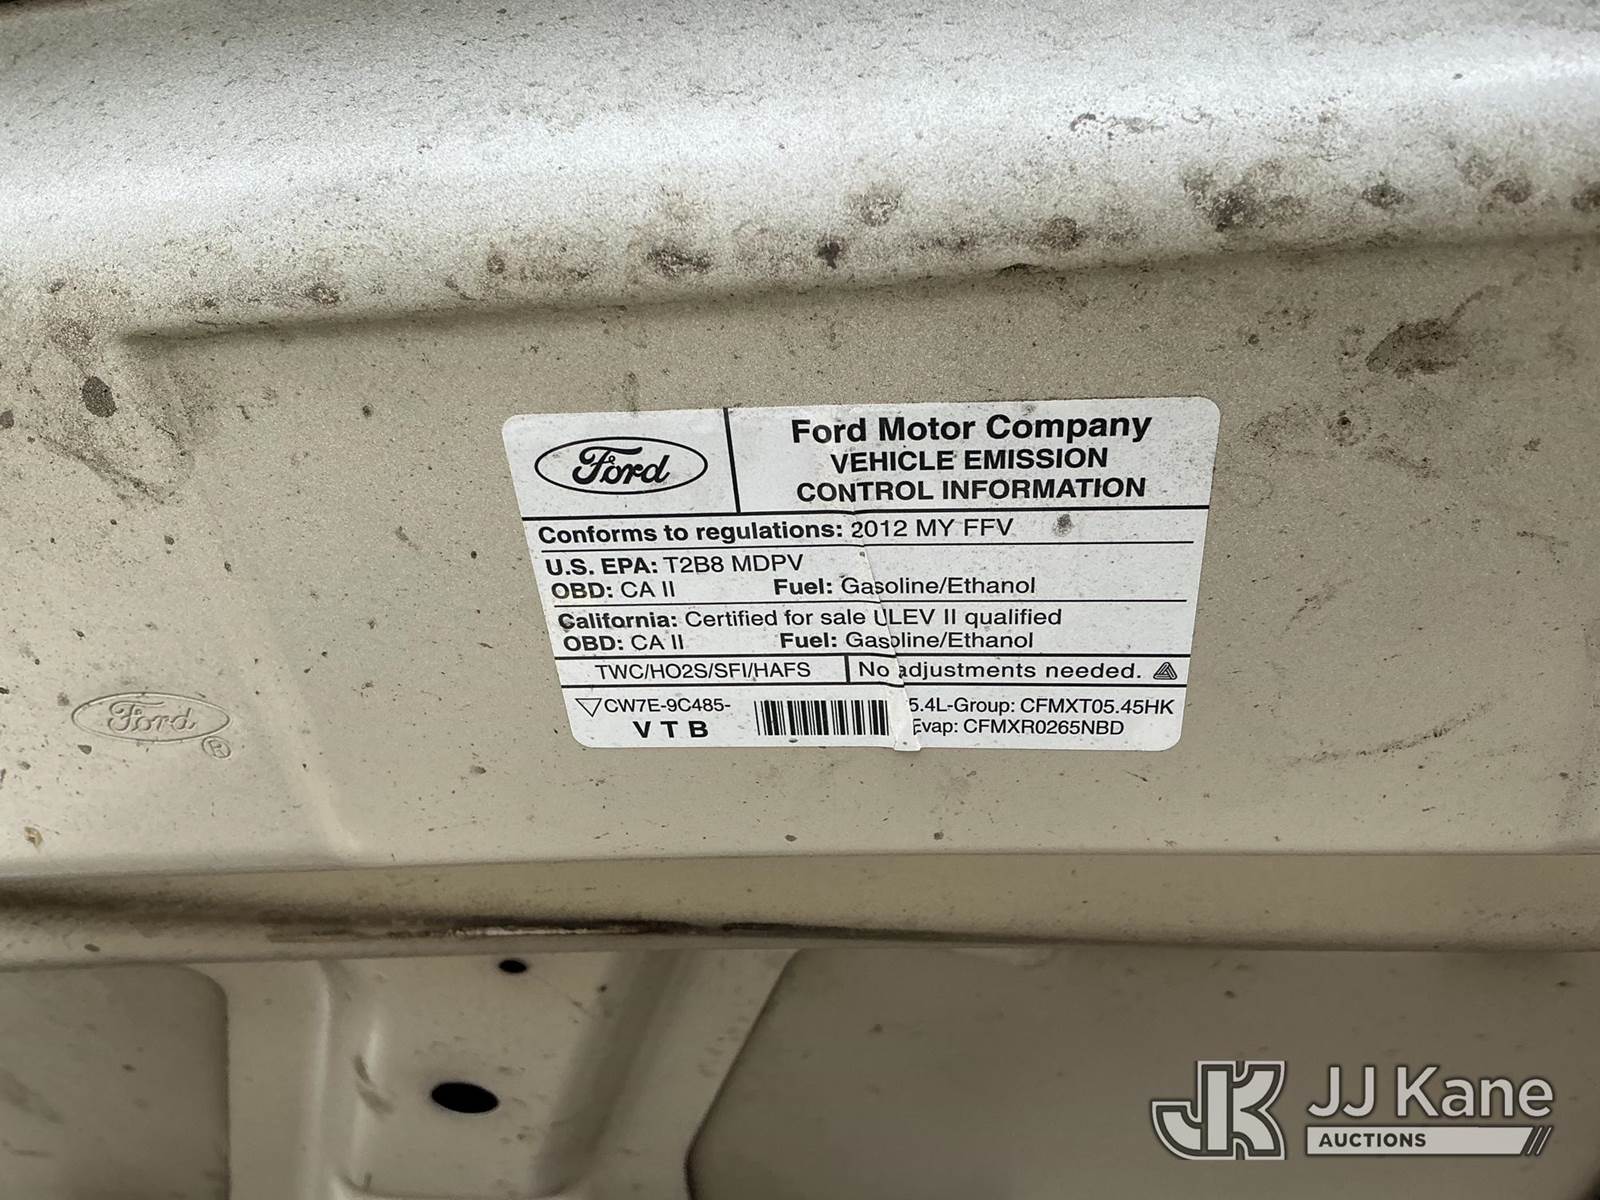 Ford
Ford Motor Company
VEHICLE EMISSION
CONTROL INFORMATION
Conforms to regulations: 2012 MY FFV
U.S. EPA: T2B8 MDPV
OBD: CA II Fuel: Gasoline/Ethanol
California: Certified for sale ULEV II qualified
OBD: CA II Fuel: Gasoline/Ethanol
TWC/HO2S/SFI/HAFS No adjustments needed.
CW7E-9C485- 5.4L-Group: CFMXT05.45HK
VTB Evap: CFMXR0265NBD
Ford
®
JK JJ Kane
AUCTIONS